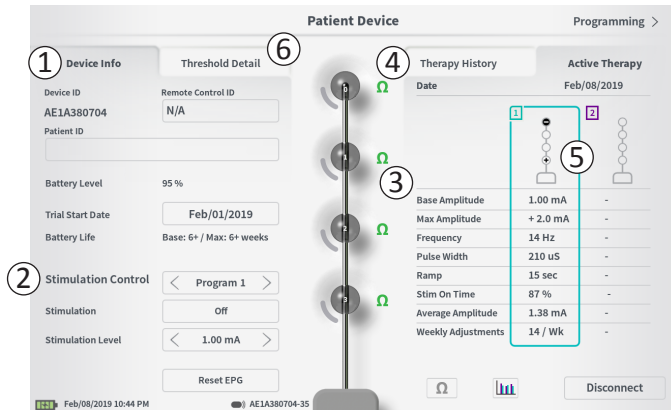 Patient Device
Programming >
1 Device Info
Threshold Detail 6
4 Therapy History
Active Therapy
Device ID
Remote Control ID
AE1A380704
N/A
Patient ID
Battery Level
95 %
Trial Start Date
Feb/01/2019
Battery Life
Base: 6+ / Max: 6+ weeks
2 Stimulation Control
< Program 1 >
Stimulation
Off
Stimulation Level
< 1.00 mA >
Reset EPG
Feb/08/2019 10:44 PM
AE1A380704-35
0 Ω
1 Ω
2 Ω
3 Ω
3
Date
Feb/08/2019
1
2
5
Base Amplitude 1.00 mA -
Max Amplitude + 2.0 mA -
Frequency 14 Hz -
Pulse Width 210 uS -
Ramp 15 sec -
Stim On Time 87 % -
Average Amplitude 1.38 mA -
Weekly Adjustments 14 / Wk -
Ω
Disconnect